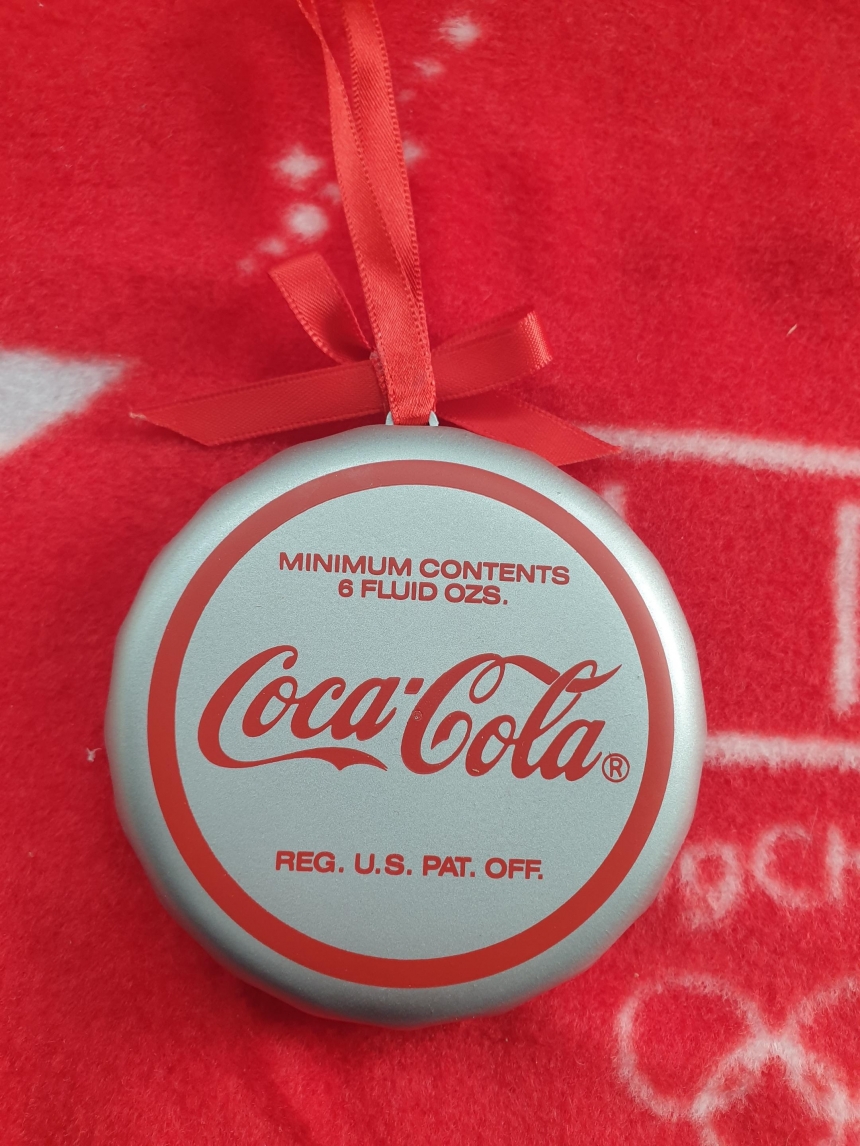 MINIMUM CONTENTS
6 FLUID OZS.
Coca-Cola®
REG. U.S. PAT. OFF.